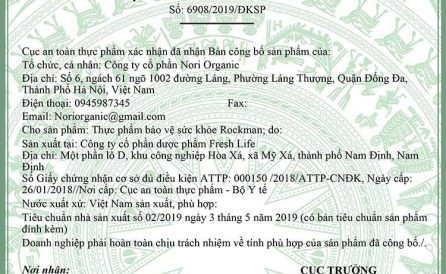 Số: 6908/2019/ĐKSP
Cục an toàn thực phẩm xác nhận đã nhận Bản công bố sản phẩm của:
Tổ chức, cá nhân: Công ty cổ phần Nori Organic
Địa chỉ: Số 6, ngách 61 ngõ 1002 đường Láng, Phường Láng Thượng, Quận Đống Đa,
Thành Phố Hà Nội, Việt Nam
Điện thoại: 0945987345 Fax:
Email: Noriorganic@gmail.com
Cho sản phẩm: Thực phẩm bảo vệ sức khỏe Rockman; do:
Sản xuất tại: Công ty cổ phần dược phẩm Fresh Life
Địa chỉ: Một phần lô D, khu công nghiệp Hòa Xá, xã Mỹ Xá, thành phố Nam Định, Nam
Định
Số Giấy chứng nhận cơ sở đủ điều kiện ATTP: 000150 /2018/ATTP-CNĐK, Ngày cấp:
26/01/2018//Nơi cấp: Cục an toàn thực phẩm - Bộ Y tế
Nước xuất xứ: Việt Nam sản xuất, phù hợp:
Tiêu chuẩn nhà sản xuất số 02/2019 ngày 3 tháng 5 năm 2019 (có bản tiêu chuẩn sản phẩm
đính kèm)
Doanh nghiệp phải hoàn toàn chịu trách nhiệm về tính phù hợp của sản phẩm đã công bố./.
Nơi nhận: CỤC TRƯỞNG